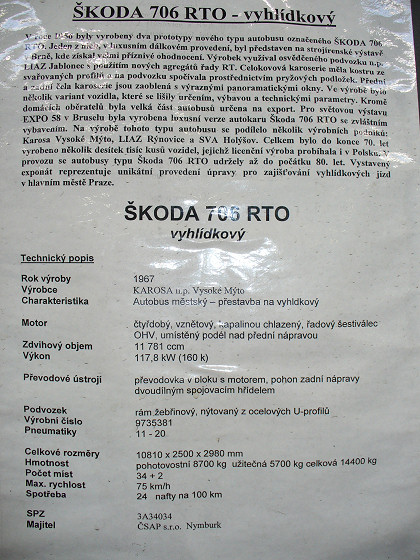 ŠKODA 706 RTO - vyhlídkový
V roce 1956 byly vyrobeny dva prototypy nového typu autobusu označeného ŠKODA 706
RTO. Jeden z nich, v luxusním dálkovém provedení, byl představen na strojírenské výstavě
v Brně, kde získal velmi příznivé ohodnocení. Výrobek využíval osvědčeného podvozku n.p.
LIAZ Jablonec s použitím nových agregátů řady RT. Celokovová karoserie měla kostru ze
svařovaných profilů a na podvozku spočívala prostřednictvím pryžových podložek. Přední
a zadní čela karoserie jsou zaoblena s výraznými panoramatickými okny. Ve výrobě bylo
několik variant vozidla, které se lišily určením, výbavou a technickými parametry. Kromě
domácích obĕratelů byla velká část autobusů určena na export. Pro světovou výstavu
EXPO 58 v Bruselu byla vyrobena luxusní verze autokaru Škoda 706 RTO se zvláštním
vybavením. Na výrobě tohoto typu autobusu se podílelo několik výrobních podniků:
Karosa Vysoké Mýto, LIAZ Rýnovice a SVA Holýšov. Celkem bylo do konce 70. let
vyrobeno několik desítek tisíc kusů vozidel, jejichž licenční výroba probíhala i v Polsku. V
provozu se autobusy typu Škoda 706 RTO udržely až do počátku 80. let. Vystavený
exponát reprezentuje unikátní provedení úpravy pro zajišťování vyhlídkových jízd
v hlavním městě Praze.
ŠKODA 706 RTO
vyhlídkový
Technický popis
Rok výroby 1967
Výrobce KAROSA n.p. Vysoké Mýto
Charakteristika Autobus městský – přestavba na vyhlídkový
Motor čtyřdobý, vznětový, kapalinou chlazený, řadový šestiválec
OHV, umístěný podél nad přední nápravou
Zdvihový objem 11 781 ccm
Výkon 117,8 kW (160 k)
Převodové ústrojí převodovka v bloku s motorem, pohon zadní nápravy
dvoudílným spojovacím hřídelem
Podvozek rám žebřinový, nýtovaný z ocelových U-profilů
Výrobní číslo 9735381
Pneumatiky 11 - 20
Celkové rozměry 10810 x 2500 x 2980 mm
Hmotnost pohotovostní 8700 kg užitečná 5700 kg celková 14400 kg
Počet míst 34 + 2
Max. rychlost 75 km/h
Spotřeba 24 nafty na 100 km
SPZ 3A34034
Majitel ČSAP s.r.o. Nymburk